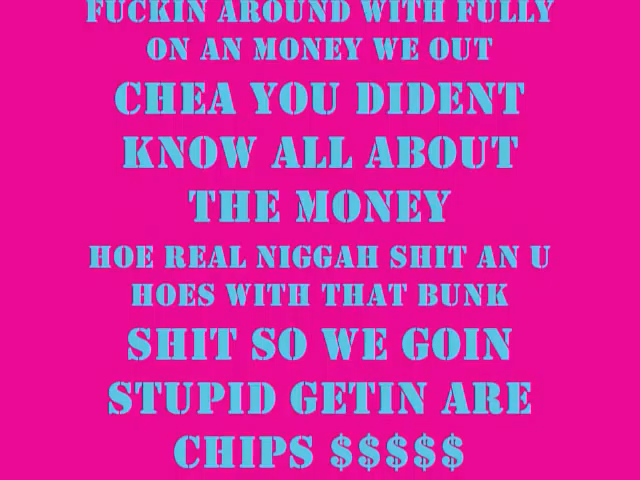 FUCKIN AROUND WITH FULLY
ON AN MONEY WE OUT
CHEA YOU DIDENT
KNOW ALL ABOUT
THE MONEY
HOE REAL NIGGAH SHIT AN U
HOES WITH THAT BUNK
SHIT SO WE GOIN
STUPID GETIN ARE
CHIPS $$$$$